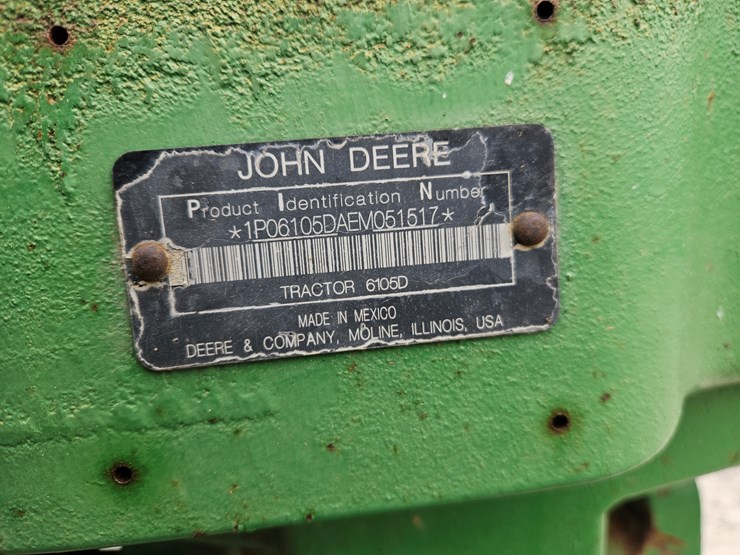 JOHN DEERE
Product Identification Number
*1P06105DAEM051517*
TRACTOR 6105D
MADE IN MEXICO
DEERE & COMPANY, MOLINE, ILLINOIS, USA